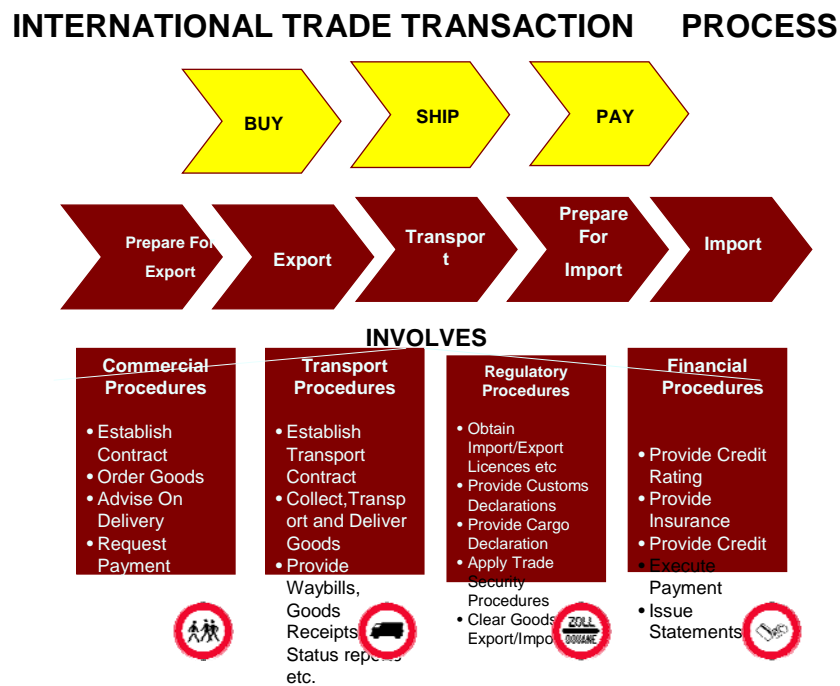 INTERNATIONAL TRADE TRANSACTION PROCESS
BUY
SHIP
PAY
Prepare For
Export
Export
Transpor
t
Prepare
For
Import
Import
INVOLVES
Commercial
Procedures
• Establish
Contract
• Order Goods
• Advise On
Delivery
• Request
Payment
Transport
Procedures
• Establish
Transport
Contract
• Collect,Transp
ort and Deliver
Goods
• Provide
Waybills,
Goods
Receipts
Status reports
etc.
Regulatory
Procedures
• Obtain
Import/Export
Licences etc
• Provide Customs
Declarations
• Provide Cargo
Declaration
• Apply Trade
Security
Procedures
• Clear Goods
Export/Impo
ZOLL
DOUANE
Financial
Procedures
• Provide Credit
Rating
• Provide
Insurance
• Provide Credit
• Execute
Payment
• Issue
Statements